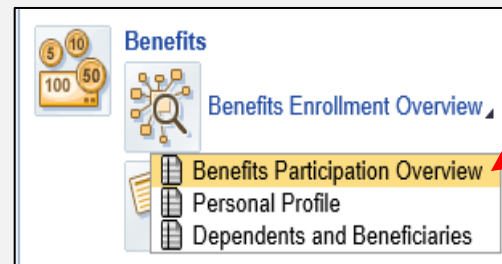 5 10
100 50
Benefits
Benefits Enrollment Overview
Benefits Participation Overview
Personal Profile
Dependents and Beneficiaries